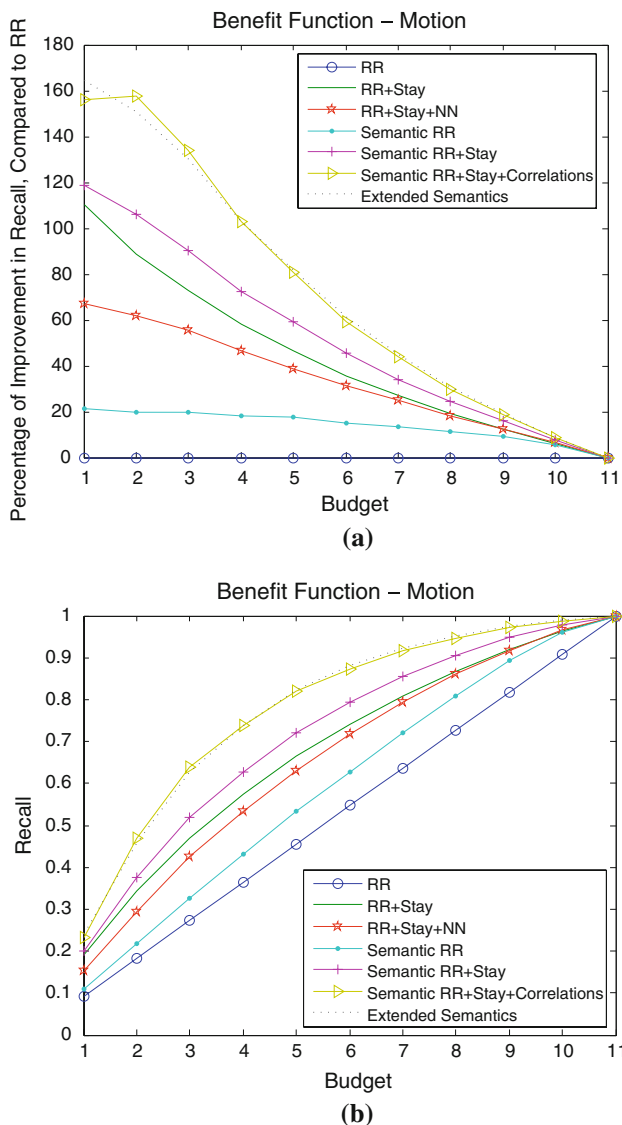 Benefit Function – Motion
180
160
140
120
100
80
60
40
20
0
Percentage of Improvement in Recall, Compared to RR
RR
RR+Stay
RR+Stay+NN
Semantic RR
Semantic RR+Stay
Semantic RR+Stay+Correlations
Extended Semantics
1 2 3 4 5 6 7 8 9 10 11
Budget
(a)
Benefit Function – Motion
1
0.9
0.8
0.7
0.6
0.5
0.4
0.3
0.2
0.1
0
Recall
RR
RR+Stay
RR+Stay+NN
Semantic RR
Semantic RR+Stay
Semantic RR+Stay+Correlations
Extended Semantics
1 2 3 4 5 6 7 8 9 10 11
Budget
(b)